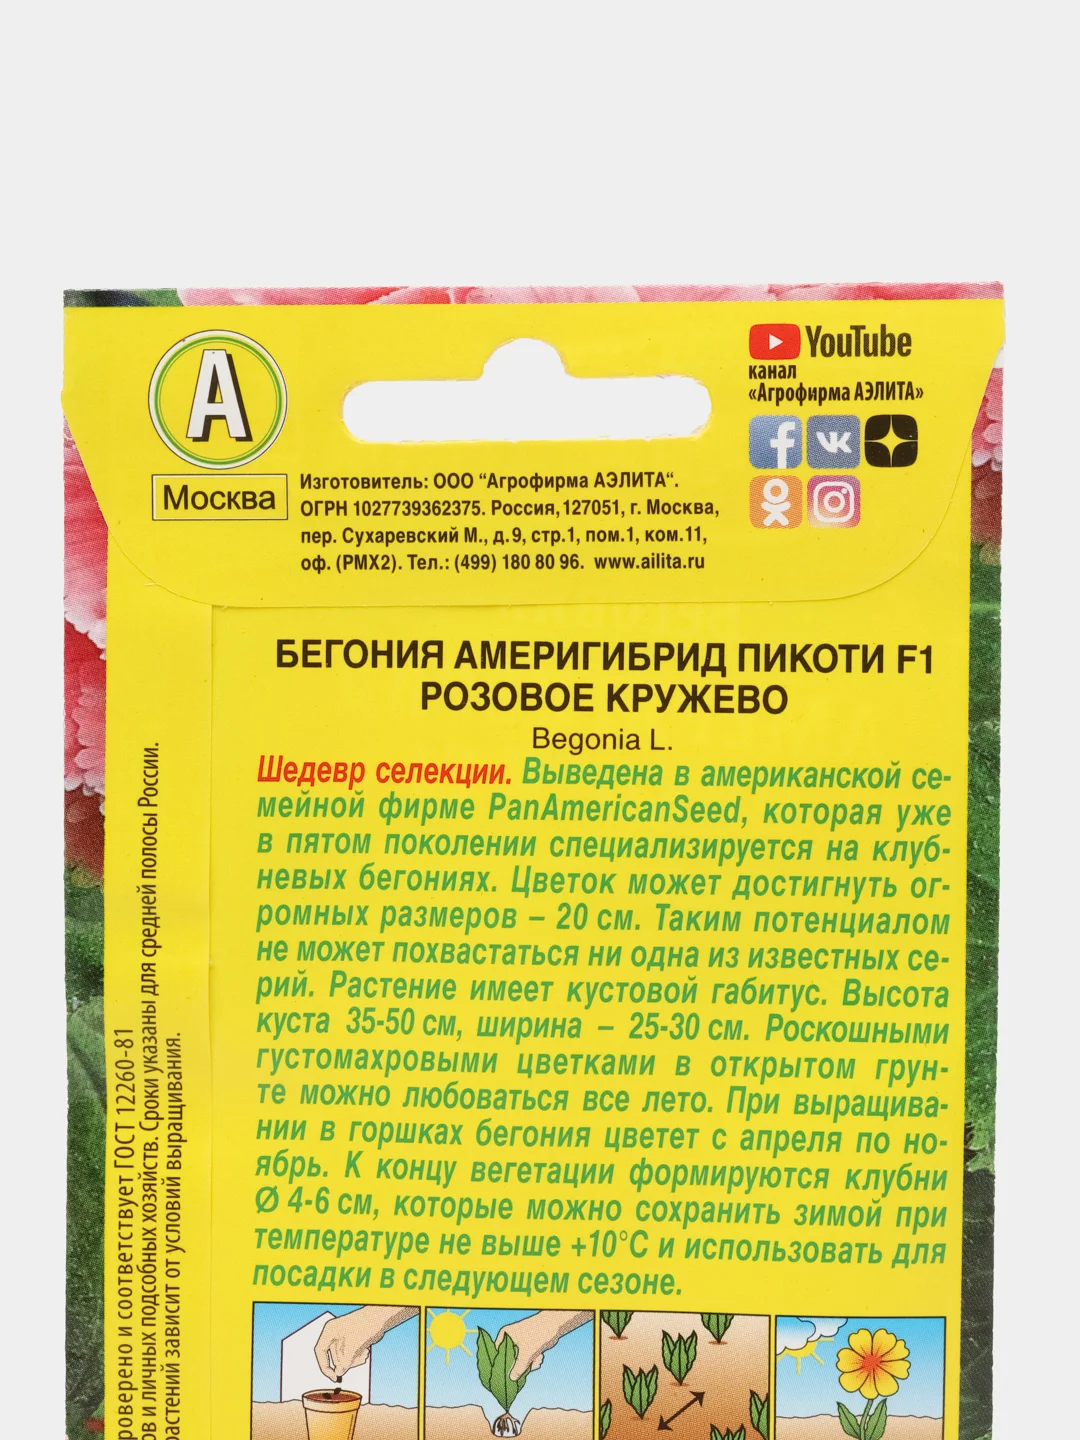 А
Москва
YouTube
канал
«Агрофирма АЭЛИТА»
Изготовитель: ООО “Агрофирма АЭЛИТА“.
ОГРН 1027739362375. Россия, 127051, г. Москва,
пер. Сухаревский М., д.9, стр.1, пом.1, ком.11,
оф. (РМХ2). Тел.: (499) 180 80 96. www.ailita.ru
БЕГОНИЯ АМЕРИГИБРИД ПИКОТИ F1
РОЗОВОЕ КРУЖЕВО
Begonia L.
Шедевр селекции. Выведена в американской се-
мейной фирме PanAmericanSeed, которая уже
в пятом поколении специализируется на клуб-
невых бегониях. Цветок может достигнуть ог-
ромных размеров – 20 см. Таким потенциалом
не может похвастаться ни одна из известных се-
рий. Растение имеет кустовой габитус. Высота
куста 35-50 см, ширина – 25-30 см. Роскошными
густомахровыми цветками в открытом грун-
те можно любоваться все лето. При выращива-
нии в горшках бегония цветет с апреля по но-
ябрь. К концу вегетации формируются клубни
Ø 4-6 см, которые можно сохранить зимой при
температуре не выше +10°С и использовать для
посадки в следующем сезоне.
и соответствует ГОСТ 12260-81
и личных подсобных хозяйств. Сроки указаны для средней полосы России.
растений зависит от условий выращивания.